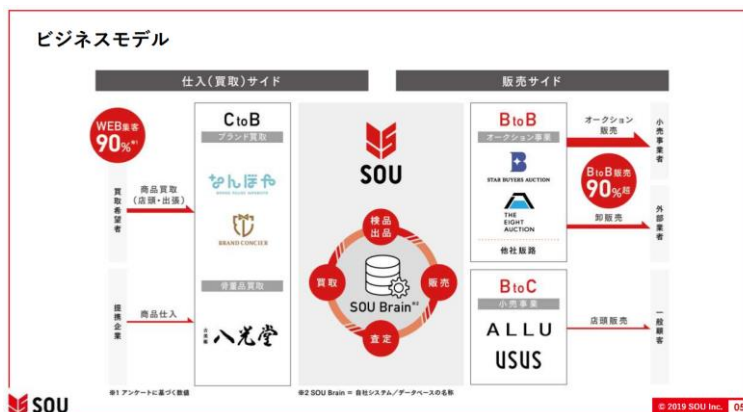 ビジネスモデル
仕入(買取)サイド
販売サイド
WEB集客
90%※1
買取希望者
商品買取
(店頭・出張)
提携企業
商品仕入
CtoB
ブランド買取
なんぼや
BRAND CONCIER
骨董品買取
古美術
八光堂
SOU
検品
出品
買取
販売
査定
SOU Brain※2
BtoB
オークション事業
STAR BUYERS AUCTION
THE
EIGHT
AUCTION
他社販路
BtoC
小売事業
ALLU
USUS
オークション
販売
BtoB販売
90%超
卸販売
店頭販売
小売事業者
外部業者
一般顧客
※1 アンケートに基づく数値
※2 SOU Brain = 自社システム/データベースの名称
SOU
© 2019 SOU Inc.
05